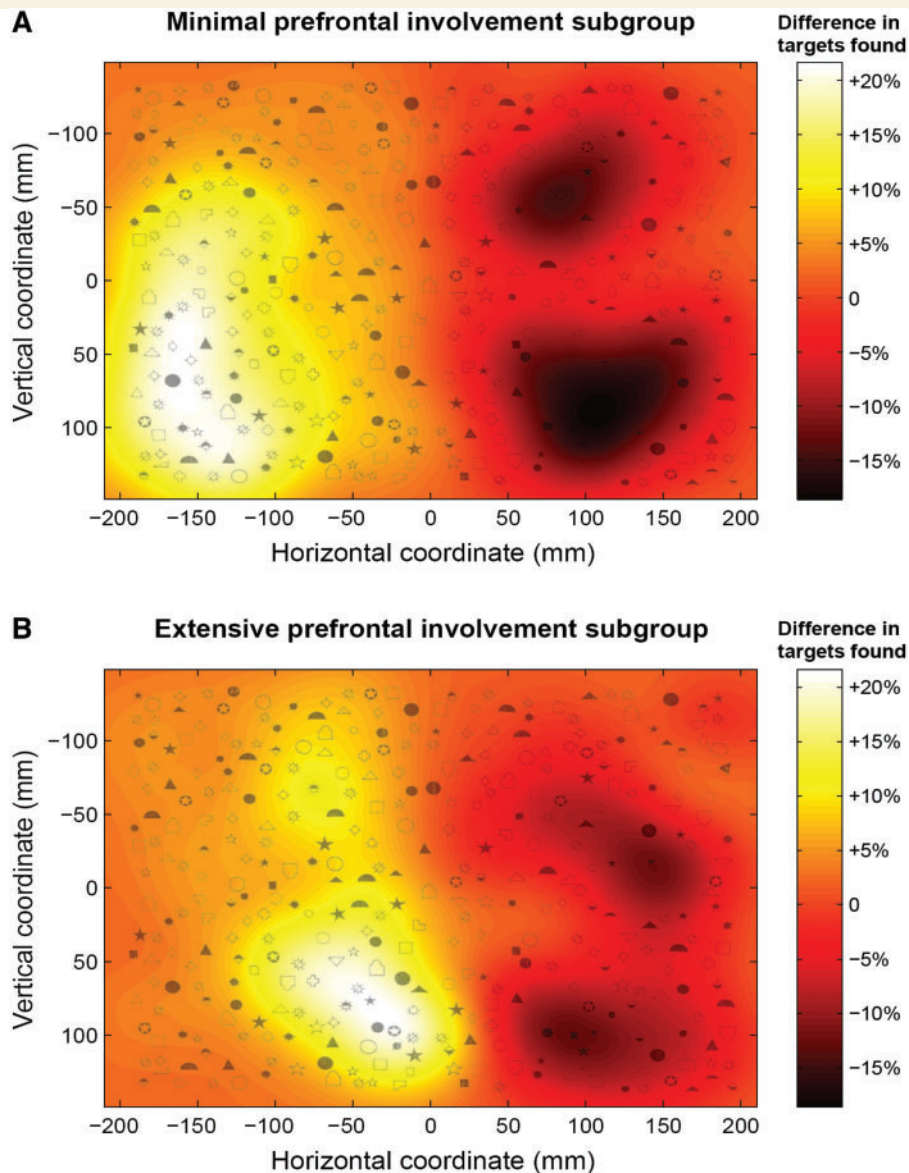 A
Minimal prefrontal involvement subgroup
Difference in
targets found
+20%
+15%
+10%
+5%
0
−5%
−10%
−15%
−100
−50
0
50
100
Vertical coordinate (mm)
−200 −150 −100 −50 0 50 100 150 200
Horizontal coordinate (mm)
B
Extensive prefrontal involvement subgroup
Difference in
targets found
+20%
+15%
+10%
+5%
0
−5%
−10%
−15%
−100
−50
0
50
100
Vertical coordinate (mm)
−200 −150 −100 −50 0 50 100 150 200
Horizontal coordinate (mm)